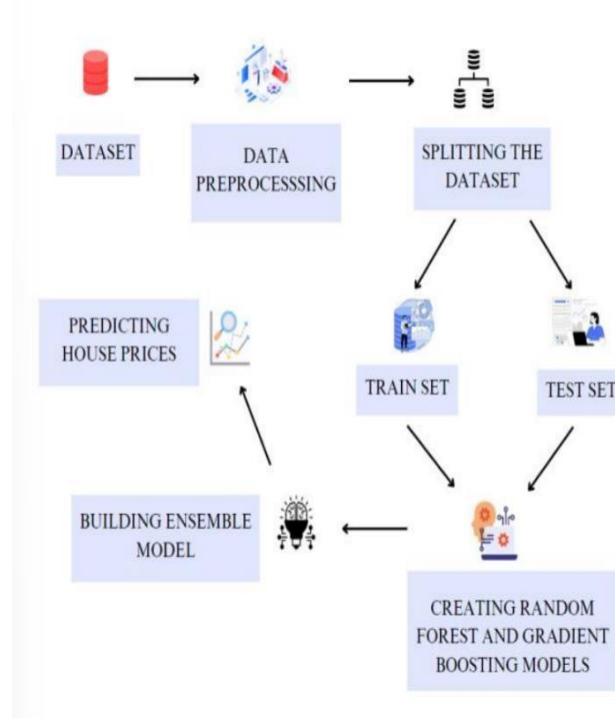 DATASET
DATA
PREPROCESSSING
SPLITTING THE
DATASET
TRAIN SET
TEST SET
CREATING RANDOM
FOREST AND GRADIENT
BOOSTING MODELS
BUILDING ENSEMBLE
MODEL
PREDICTING
HOUSE PRICES